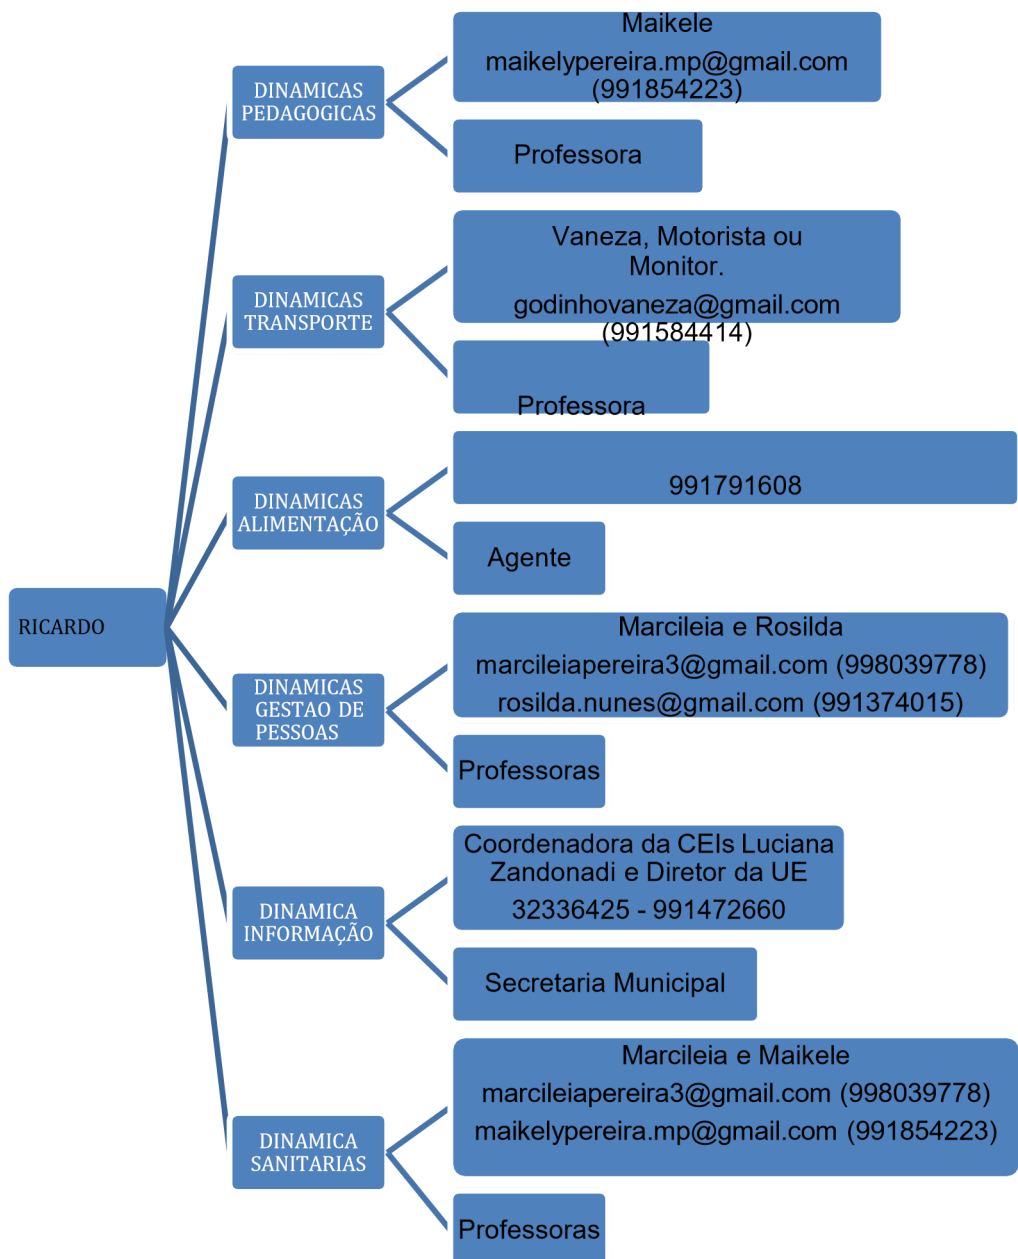 RICARDO
DINAMICAS
PEDAGOGICAS
Maikele
maikelypereira.mp@gmail.com
(991854223)
Professora
DINAMICAS
TRANSPORTE
Vaneza, Motorista ou
Monitor.
godinhovaneza@gmail.com
(991584414)
Professora
DINAMICAS
ALIMENTAÇÃO
991791608
Agente
DINAMICAS
GESTAO DE
PESSOAS
Marcileia e Rosilda
marcileiapereira3@gmail.com (998039778)
rosilda.nunes@gmail.com (991374015)
Professoras
DINAMICA
INFORMAÇÃO
Coordenadora da CEIs Luciana
Zandonadi e Diretor da UE
32336425 - 991472660
Secretaria Municipal
DINAMICA
SANITARIAS
Marcileia e Maikele
marcileiapereira3@gmail.com (998039778)
maikelypereira.mp@gmail.com (991854223)
Professoras